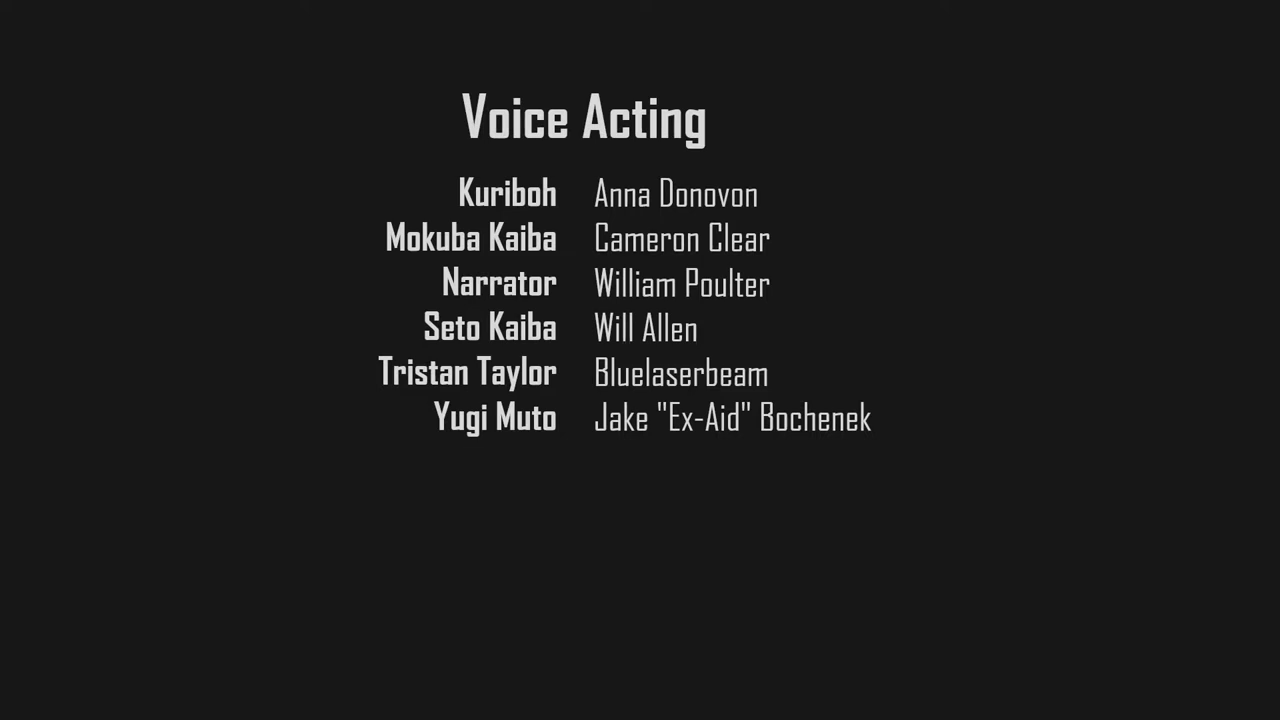 Voice Acting
Kuriboh Anna Donovon
Mokuba Kaiba Cameron Clear
Narrator William Poulter
Seto Kaiba Will Allen
Tristan Taylor Bluelaserbeam
Yugi Muto Jake "Ex-Aid" Bochenek